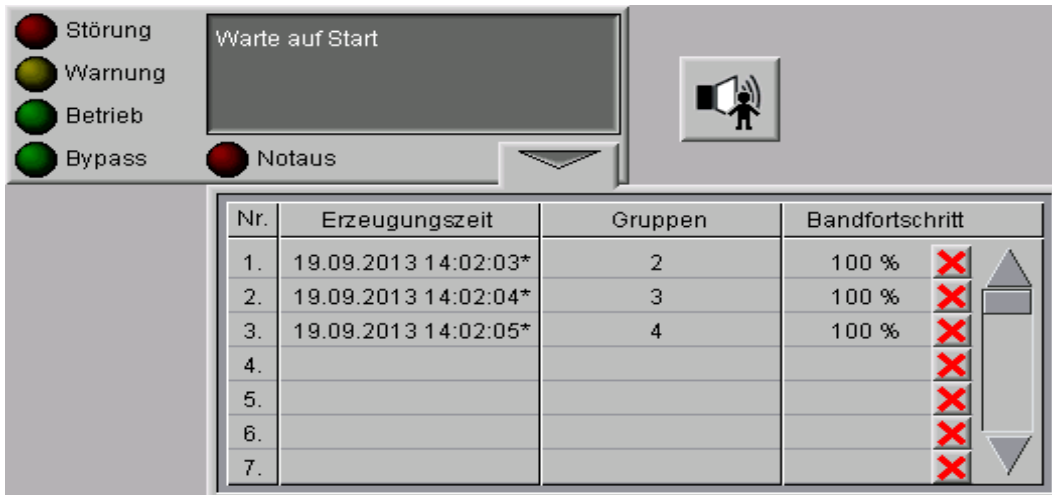 Störung
Warte auf Start
Warnung
Betrieb
Bypass
Notaus
Nr. Erzeugungszeit Gruppen Bandfortschritt
1. 19.09.2013 14:02:03* 2 100 %
2. 19.09.2013 14:02:04* 3 100 %
3. 19.09.2013 14:02:05* 4 100 %
4.
5.
6.
7.